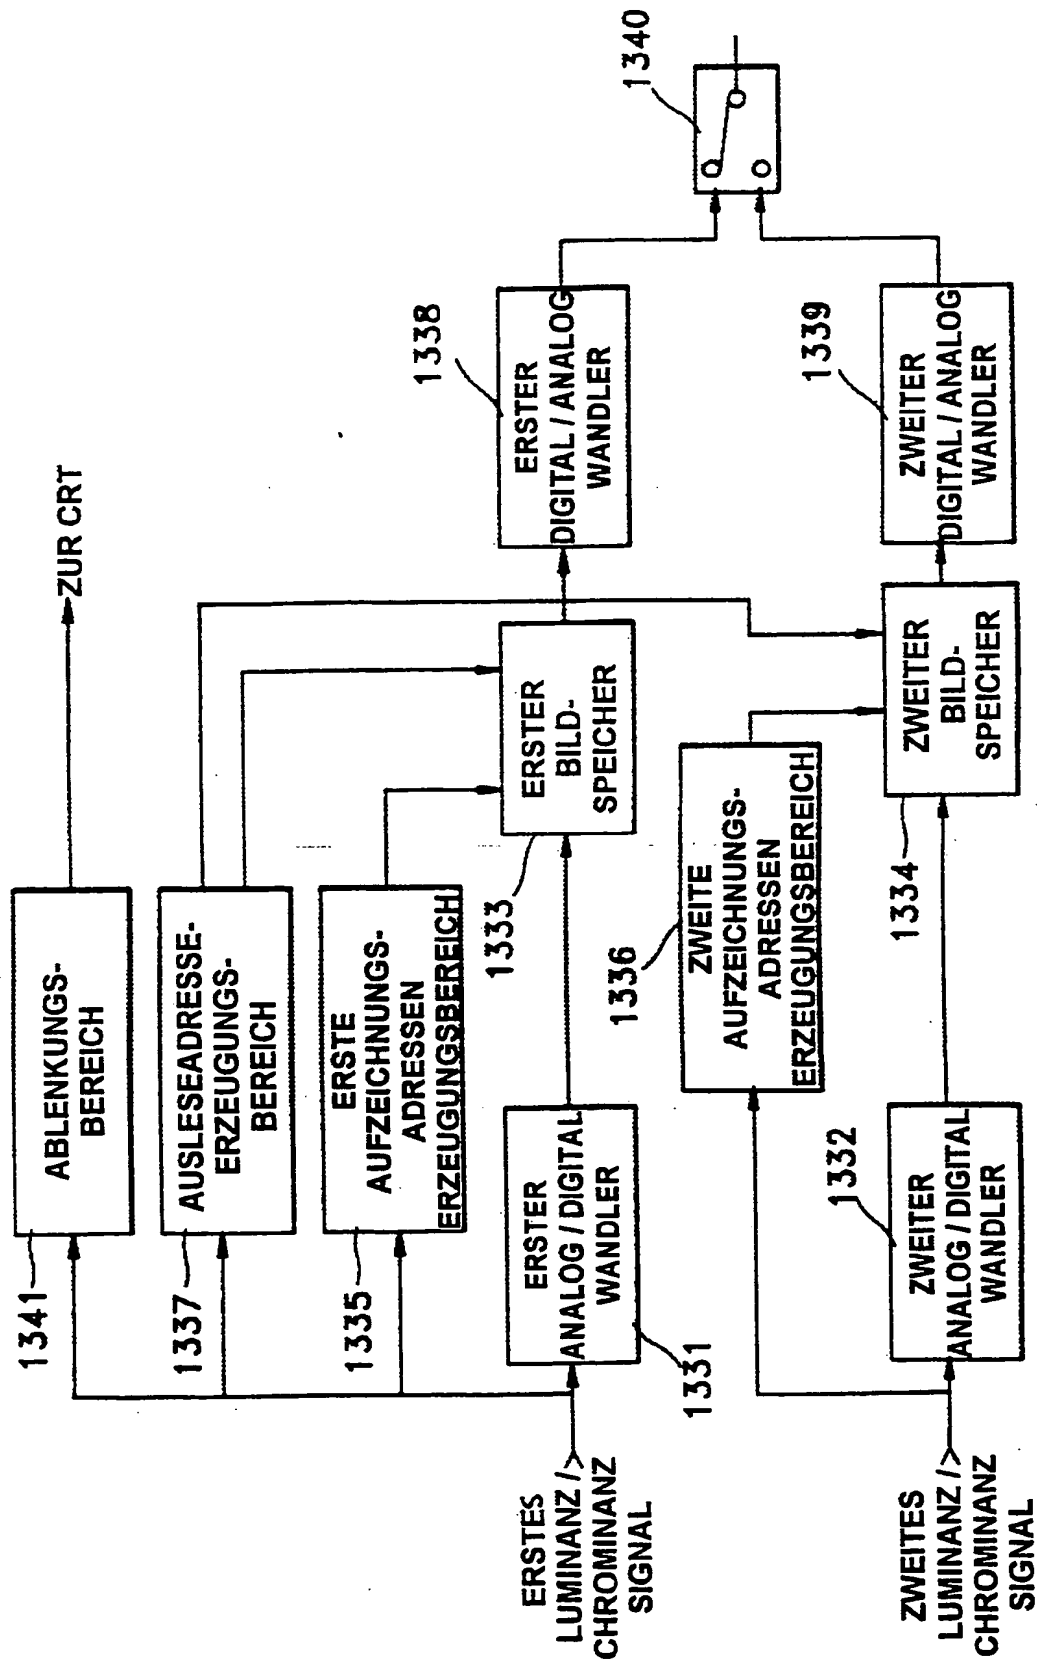 1341
ABLENKUNGS-
BEREICH
ZUR CRT
1337
AUSLESEADRESSE-
ERZEUGUNGS-
BEREICH
1335
ERSTE
AUFZEICHNUNGS-
ADRESSEN
ERZEUGUNGSBEREICH
ERSTES
LUMINANZ /
CHROMINANZ
SIGNAL
ERSTER
ANALOG / DIGITAL
WANDLER
1331
1333
ERSTER
BILD-
SPEICHER
1338
ERSTER
DIGITAL / ANALOG
WANDLER
1340
1336
ZWEITE
AUFZEICHNUNGS-
ADRESSEN
ERZEUGUNGSBEREICH
ZWEITES
LUMINANZ /
CHROMINANZ
SIGNAL
1332
ZWEITER
ANALOG / DIGITAL
WANDLER
1334
ZWEITER
BILD-
SPEICHER
1339
ZWEITER
DIGITAL / ANALOG
WANDLER